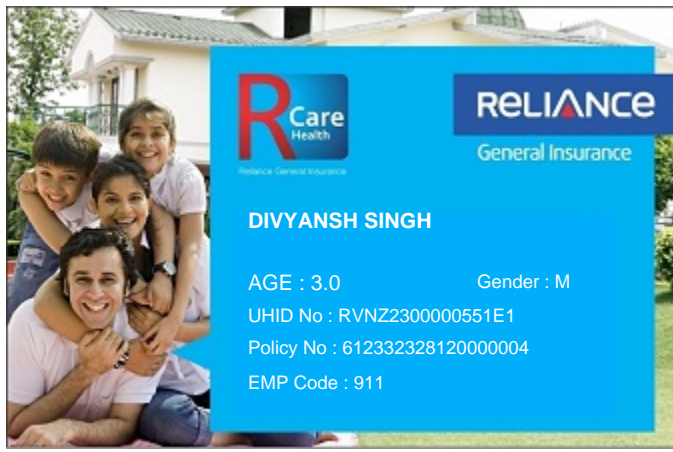 R Care
Health
Reliance General Insurance
RELIANCE
General Insurance
DIVYANSH SINGH
AGE : 3.0 Gender : M
UHID No : RVNZ2300000551E1
Policy No : 612332328120000004
EMP Code : 911